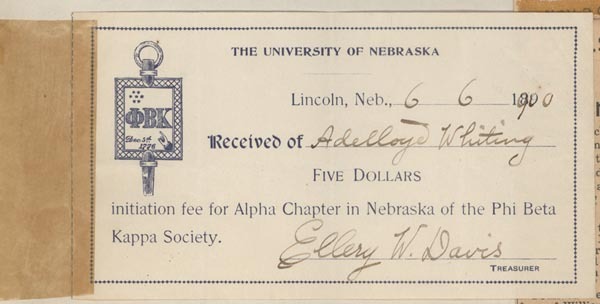 THE UNIVERSITY OF NEBRASKA
Lincoln, Neb., 6 6 1900
ΦΒΚ
Dec. 5th
1776
Received of Adelloyd Whiting
FIVE DOLLARS
initiation fee for Alpha Chapter in Nebraska of the Phi Beta
Kappa Society.
Ellery W. Davis
TREASURER